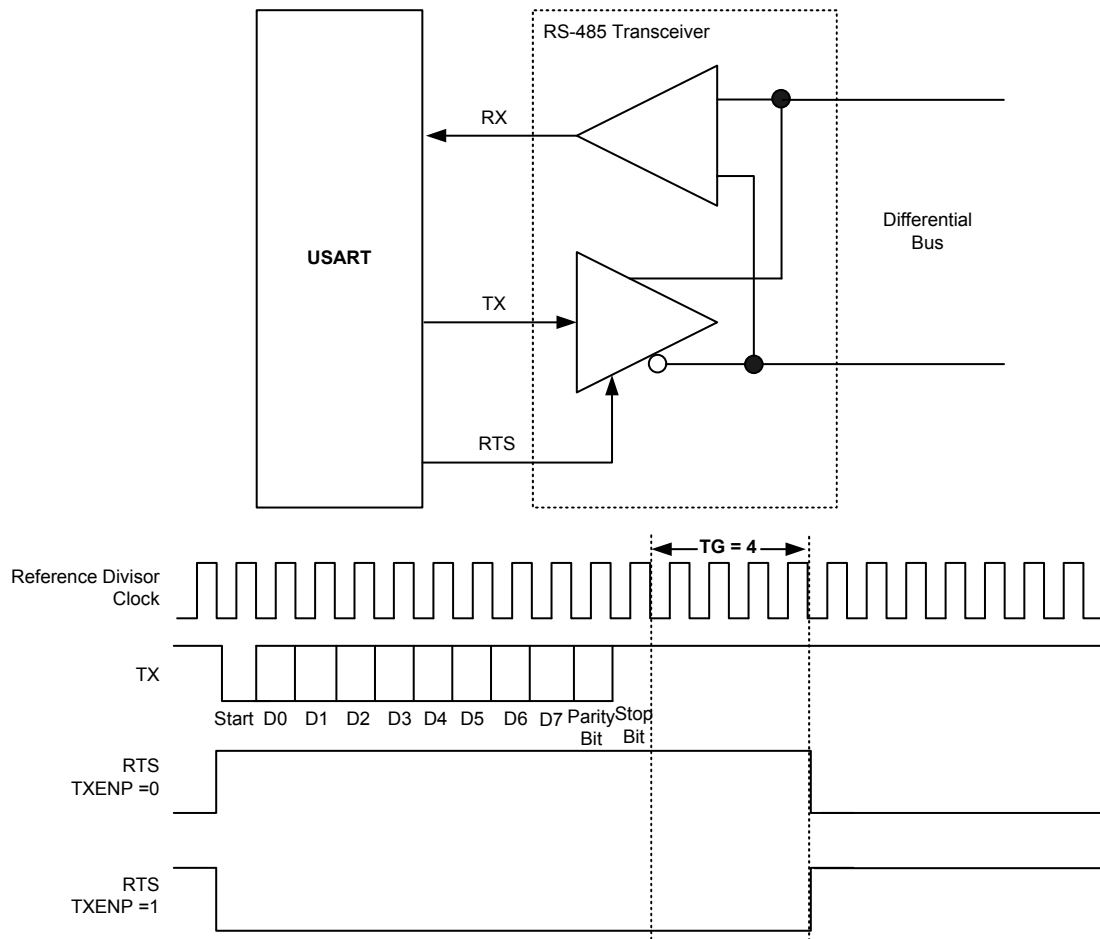 RS-485 Transceiver
RX
USART
Differential
Bus
TX
RTS
TG = 4
Reference Divisor
Clock
TX
Start D0 D1 D2 D3 D4 D5 D6 D7 Parity Bit Stop Bit
RTS
TXENP =0
RTS
TXENP =1